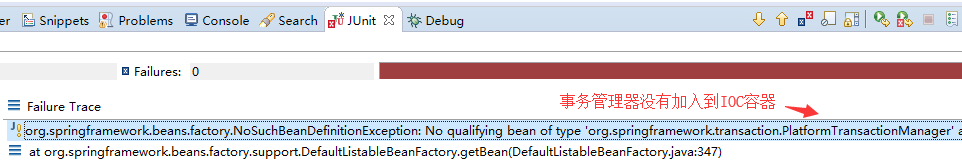 Snippets Problems Console Search JUnit Debug
Failures: 0
Failure Trace
事务管理器没有加入到IOC容器
org.springframework.beans.factory.NoSuchBeanDefinitionException: No qualifying bean of type 'org.springframework.transaction.PlatformTransactionManager' a
at org.springframework.beans.factory.support.DefaultListableBeanFactory.getBean(DefaultListableBeanFactory.java:347)